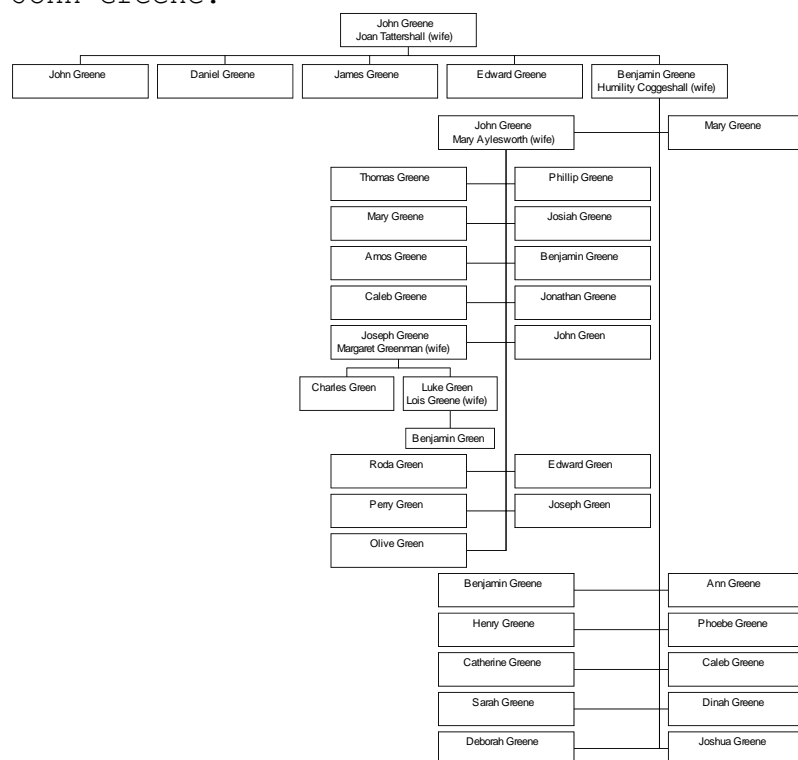 John Greene.
John Greene
Joan Tattershall (wife)
John Greene
Daniel Greene
James Greene
Edward Greene
Benjamin Greene
Humility Coggeshall (wife)
John Greene
Mary Aylesworth (wife)
Mary Greene
Thomas Greene
Phillip Greene
Mary Greene
Josiah Greene
Amos Greene
Benjamin Greene
Caleb Greene
Jonathan Greene
Joseph Greene
Margaret Greenman (wife)
John Green
Charles Green
Luke Green
Lois Greene (wife)
Benjamin Green
Roda Green
Edward Green
Perry Green
Joseph Green
Olive Green
Benjamin Greene
Ann Greene
Henry Greene
Phoebe Greene
Catherine Greene
Caleb Greene
Sarah Greene
Dinah Greene
Deborah Greene
Joshua Greene